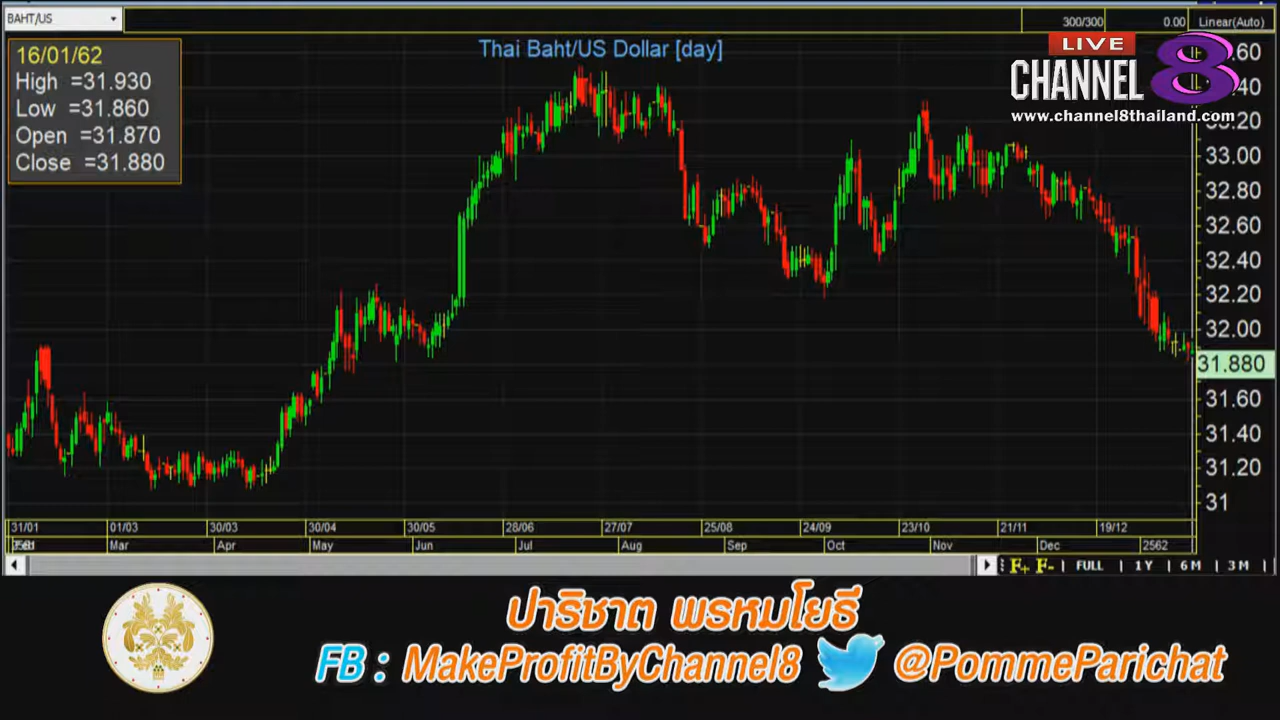 BAHT/US
300/300
0.00
Linear(Auto)
LIVE
CHANNEL 8
www.channel8thailand.com
16/01/62
High =31.930
Low =31.860
Open =31.870
Close =31.880
Thai Baht/US Dollar [day]
.60
.40
33.20
33.00
32.80
32.60
32.40
32.20
32.00
31.880
31.60
31.40
31.20
31
31/01 01/03 30/03 30/04 30/05 28/06 27/07 25/08 24/09 23/10 21/11 19/12
Mar Apr May Jun Jul Aug Sep Oct Nov Dec 2562
F+ F- | FULL | 1Y | 6M | 3M |
ปาริชาต พรหมโยธี
FB : MakeProfitByChannel8 @PommeParichat